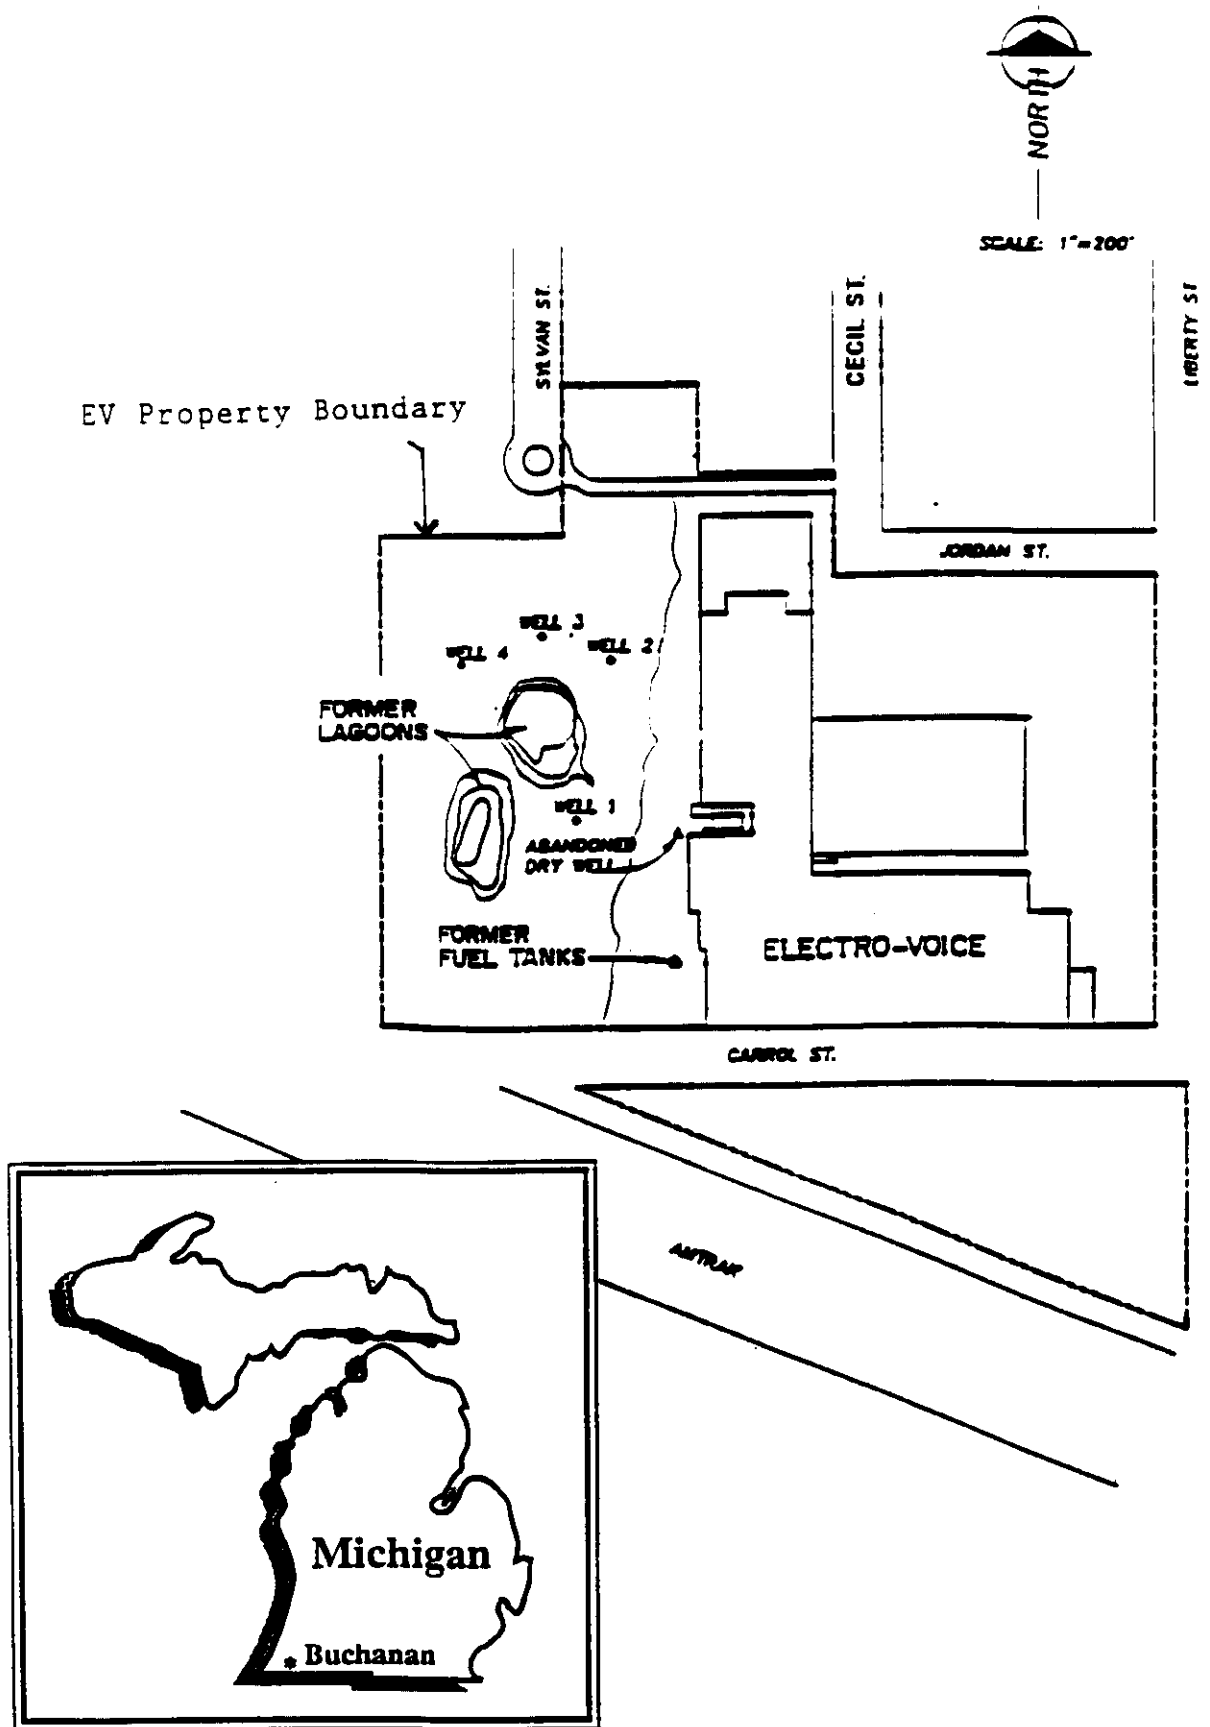 NORTH
SCALE: 1"=200'
SYLVAN ST.
CECIL ST.
LIBERTY ST
EV Property Boundary
JORDAN ST.
WELL 3
WELL 4
WELL 2
FORMER
LAGOONS
WELL 1
ABANDONED
DRY WELL
FORMER
FUEL TANKS
ELECTRO-VOICE
CARROL ST.
AMTRAK
Michigan
* Buchanan